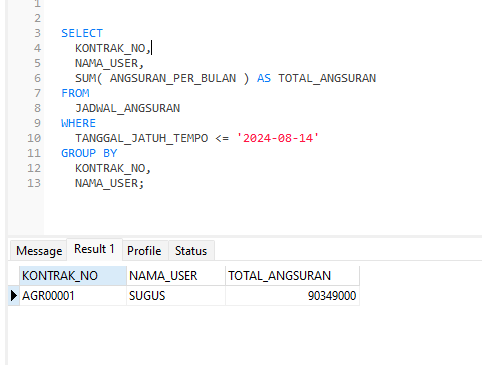 1
2
3 SELECT
4 KONTRAK_NO,
5 NAMA_USER,
6 SUM( ANGSURAN_PER_BULAN ) AS TOTAL_ANGSURAN
7 FROM
8 JADWAL_ANGSURAN
9 WHERE
10 TANGGAL_JATUH_TEMPO <= '2024-08-14'
11 GROUP BY
12 KONTRAK_NO,
13 NAMA_USER;
Message Result 1 Profile Status
KONTRAK_NO NAMA_USER TOTAL_ANGSURAN
AGR00001 SUGUS 90349000